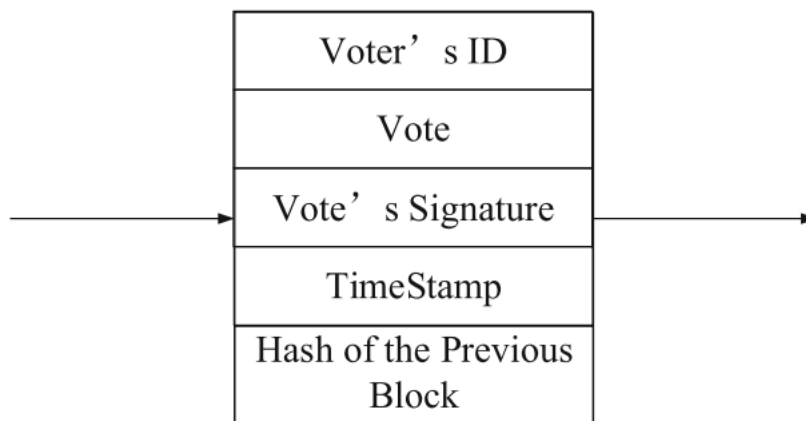 Voter’s ID
Vote
Vote’s Signature
TimeStamp
Hash of the Previous
Block